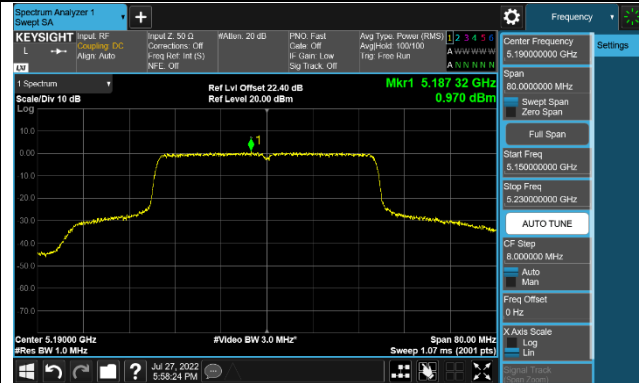 Spectrum Analyzer 1
Swept SA
Frequency
KEYSIGHT
L
LXI
Input: RF
Coupling: DC
Align: Auto
Input Z: 50 Ω
Corrections: Off
Freq Ref: Int (S)
NFE: Off
#Atten: 20 dB
PNO: Fast
Gate: Off
IF Gain: Low
Sig Track: Off
Avg Type: Power (RMS)
Avg|Hold: 100/100
Trig: Free Run
1 2 3 4 5 6
A W W W W W
A N N N N N
Settings
Center Frequency
5.190000000 GHz
Span
80.0000000 MHz
Swept Span
Zero Span
Full Span
Start Freq
5.150000000 GHz
Stop Freq
5.230000000 GHz
AUTO TUNE
CF Step
8.000000 MHz
Auto
Man
Freq Offset
0 Hz
X Axis Scale
Log
Lin
Signal Track
(Span Zoom)
1 Spectrum
Scale/Div 10 dB
Ref Lvl Offset 22.40 dB
Ref Level 20.00 dBm
Mkr1 5.187 32 GHz
0.970 dBm
Log
10.0
0.00
-10.0
-20.0
-30.0
-40.0
-50.0
-60.0
-70.0
1
Center 5.19000 GHz
#Res BW 1.0 MHz
#Video BW 3.0 MHz*
Span 80.00 MHz
Sweep 1.07 ms (2001 pts)
Jul 27, 2022
5:58:24 PM